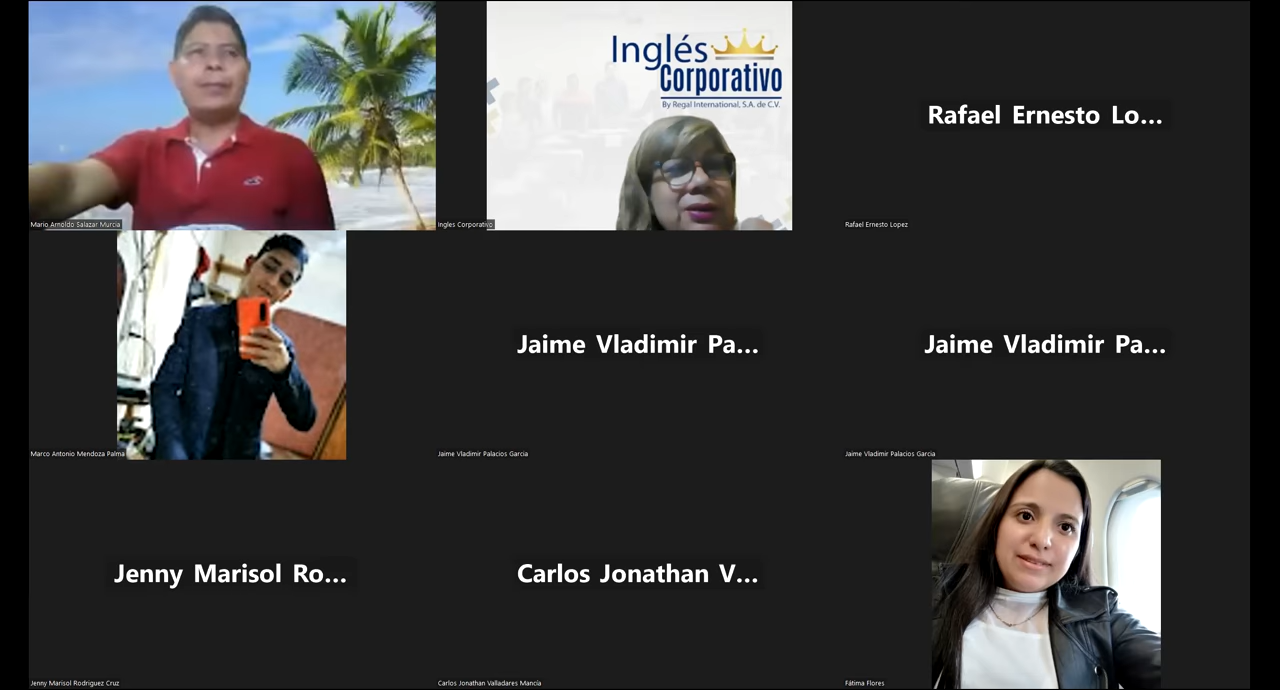 Inglés
Corporativo
By Regal International, S.A. de C.V.
Rafael Ernesto Lo...
Mario Arnoldo Salazar Murcia
Ingles Corporativo
Rafael Ernesto Lopez
Jaime Vladimir Pa...
Jaime Vladimir Pa...
Marco Antonio Mendoza Palma
Jaime Vladimir Palacios Garcia
Jaime Vladimir Palacios Garcia
Jenny Marisol Ro...
Carlos Jonathan V...
Jenny Marisol Rodriguez Cruz
Carlos Jonathan Valladares Mancía
Fátima Flores